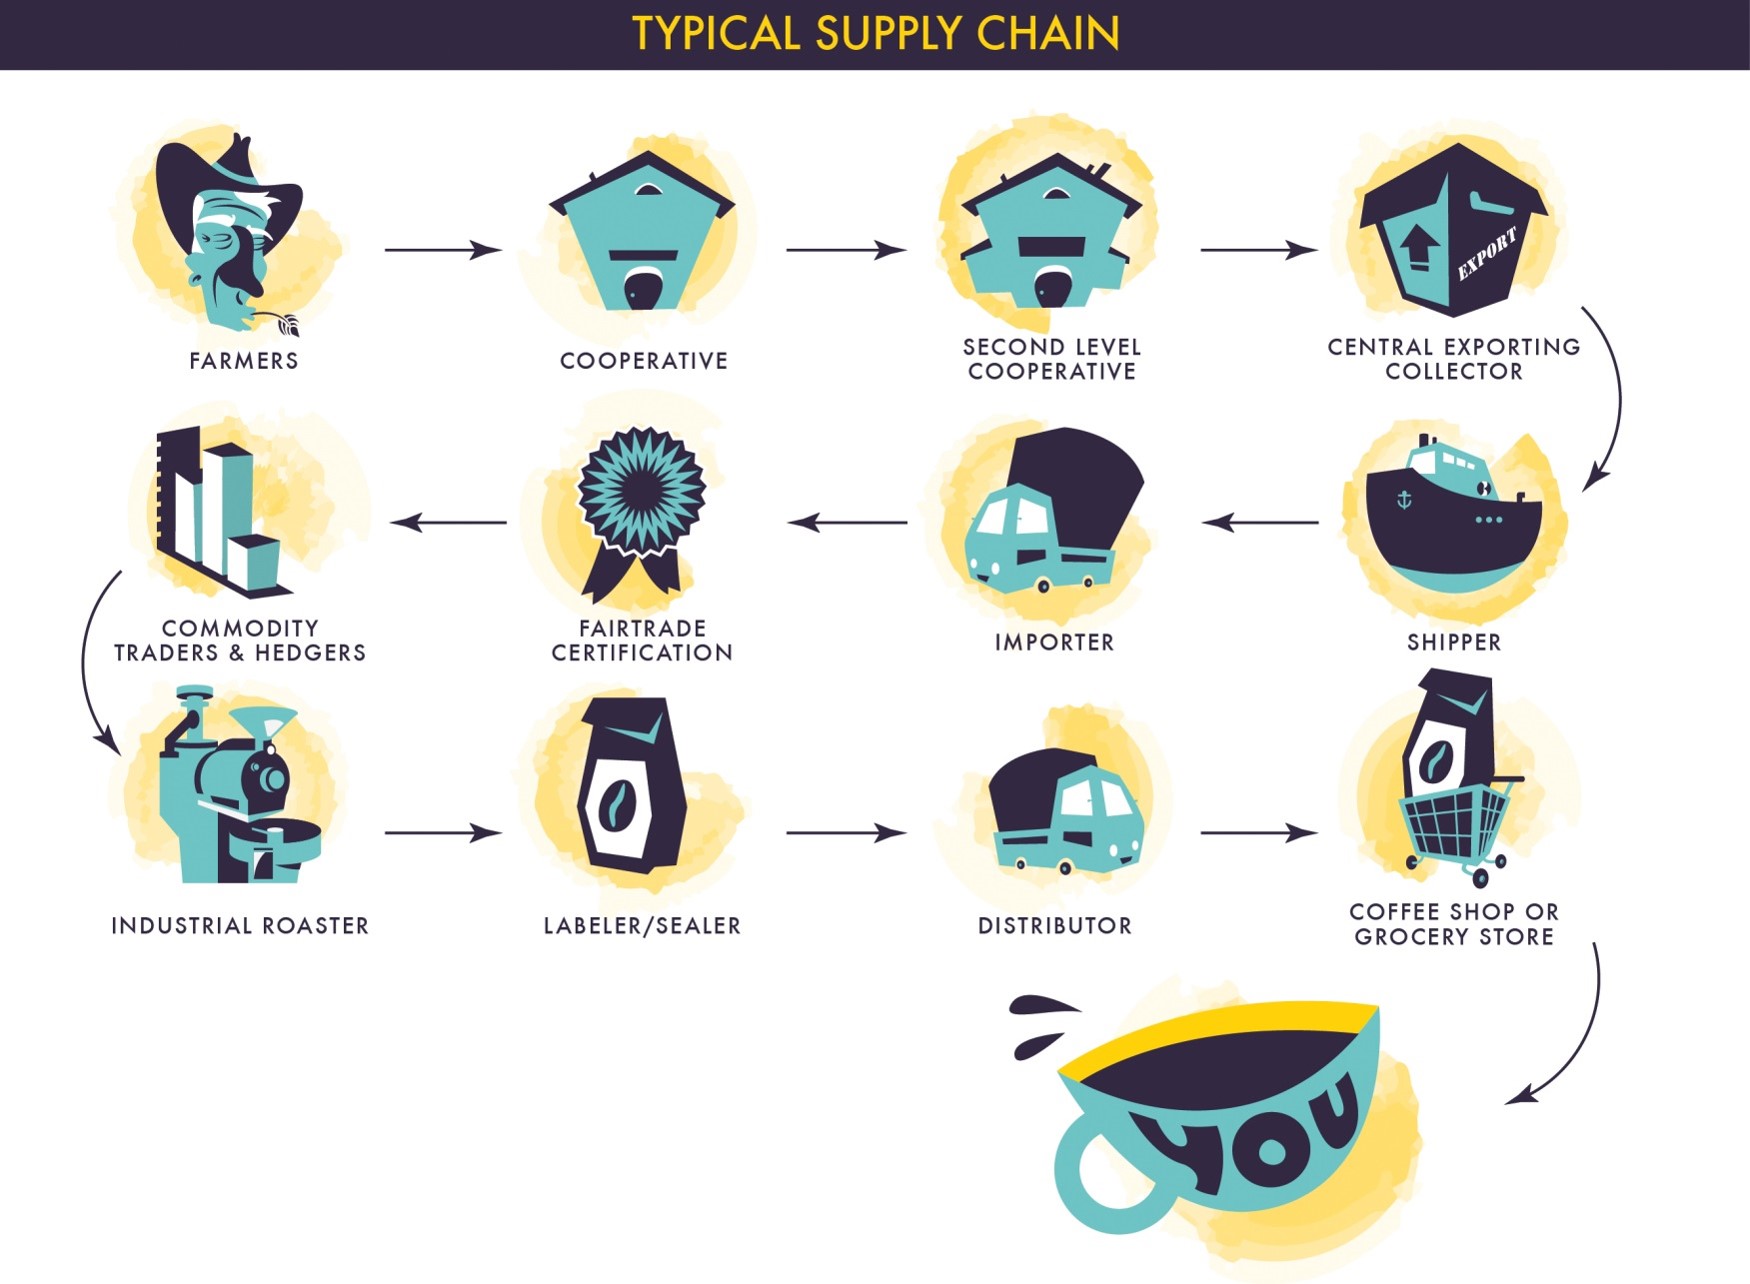 TYPICAL SUPPLY CHAIN
FARMERS
COOPERATIVE
SECOND LEVEL
COOPERATIVE
EXPORT
CENTRAL EXPORTING
COLLECTOR
SHIPPER
IMPORTER
FAIRTRADE
CERTIFICATION
COMMODITY
TRADERS & HEDGERS
INDUSTRIAL ROASTER
LABELER/SEALER
DISTRIBUTOR
COFFEE SHOP OR
GROCERY STORE
YOU